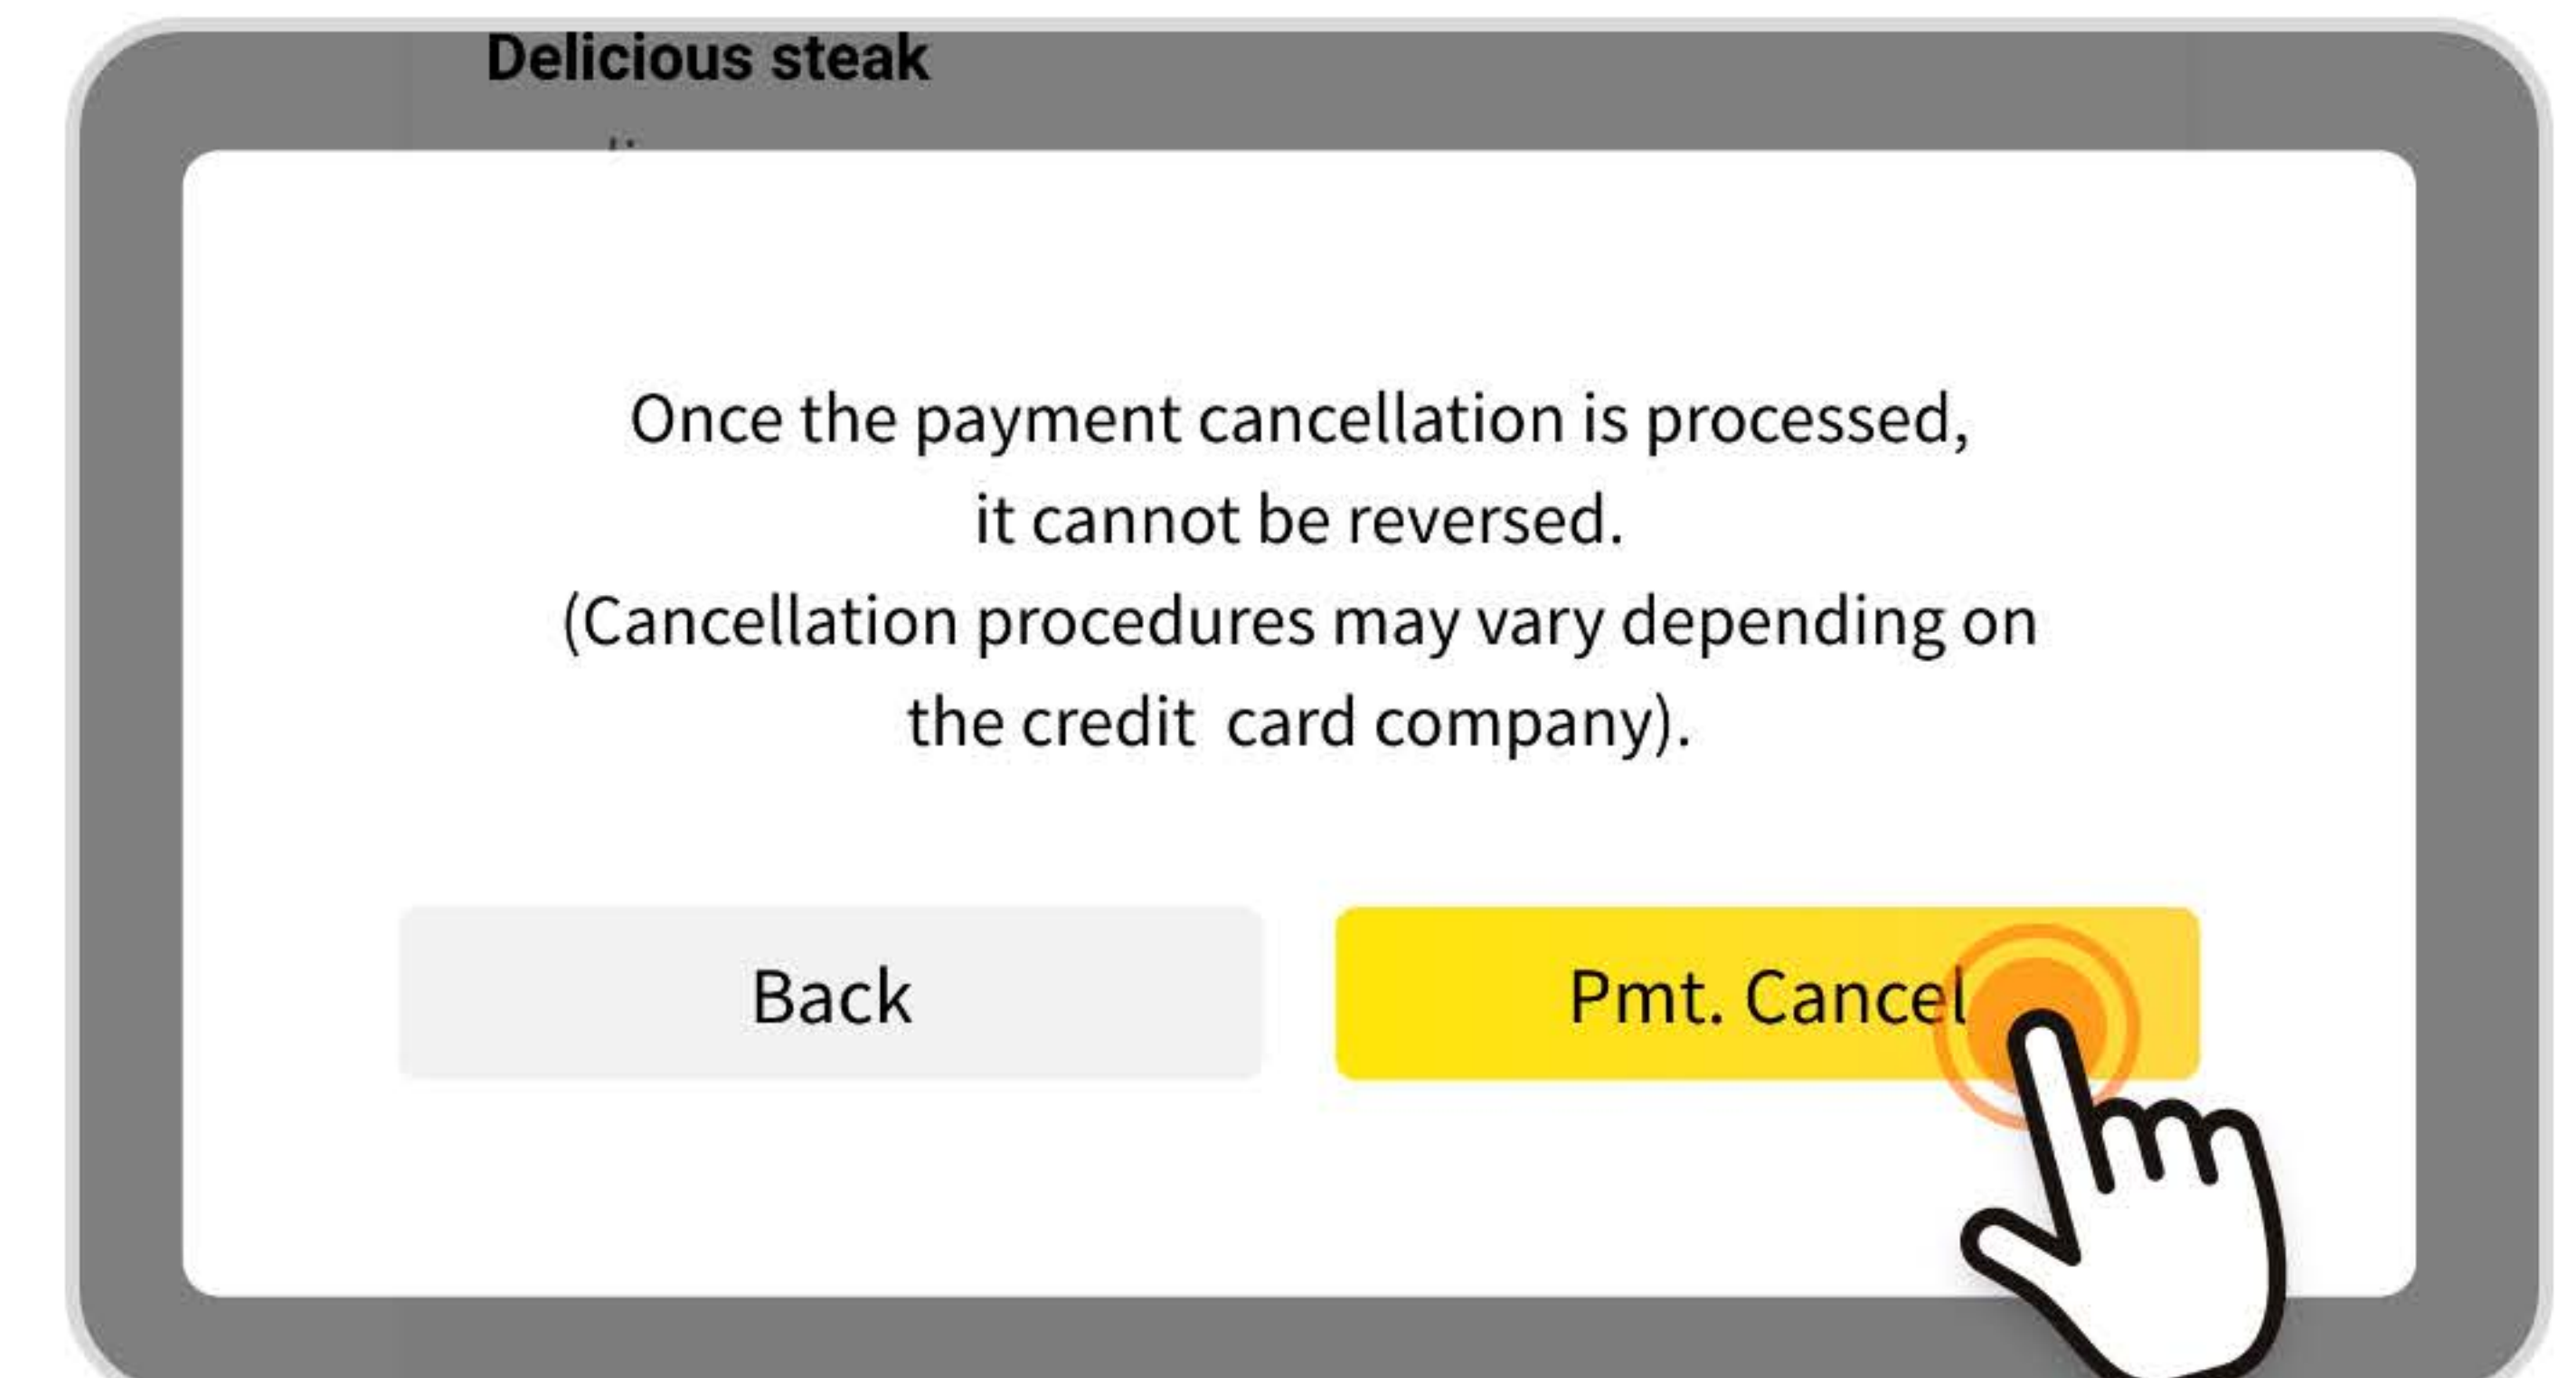 Delicious steak
Once the payment cancellation is processed,
it cannot be reversed.
(Cancellation procedures may vary depending on
the credit  card company).
Back
Pmt. Cancel